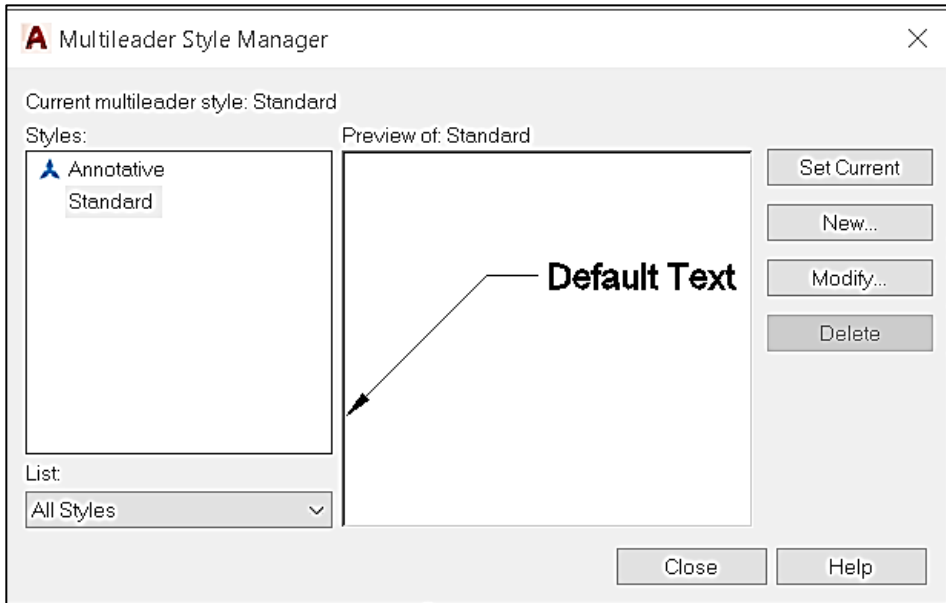 Multileader Style Manager
Current multileader style: Standard
Styles:
Preview of: Standard
Annotative
Standard
Default Text
Set Current
New...
Modify...
Delete
List:
All Styles
Close
Help